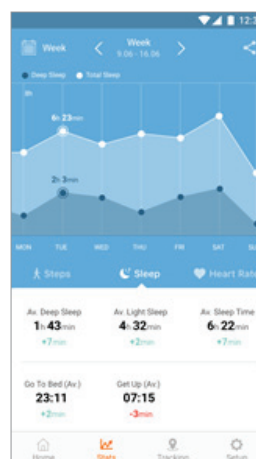 12:3
Week
Week
9.06 - 16.06
Deep Sleep Total Sleep
8h
6h 23min
2h 3min
MON TUE WED THU FRI SAT SU
Steps Sleep Heart Rate
Av. Deep Sleep Av. Light Sleep Av. Sleep Time
1h 43min 4h 32min 6h 22min
+7min +2min +7min
Go To Bed (Av.) Get Up (Av.)
23:11 07:15
+2min -3min
Home Stats Tracking Setup